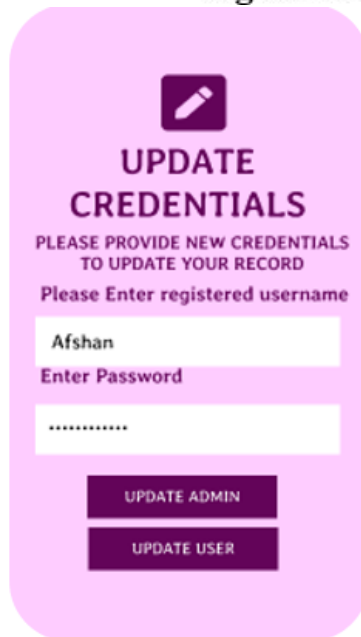 UPDATE
CREDENTIALS
PLEASE PROVIDE NEW CREDENTIALS
TO UPDATE YOUR RECORD
Please Enter registered username
Afshan
Enter Password
............
UPDATE ADMIN
UPDATE USER